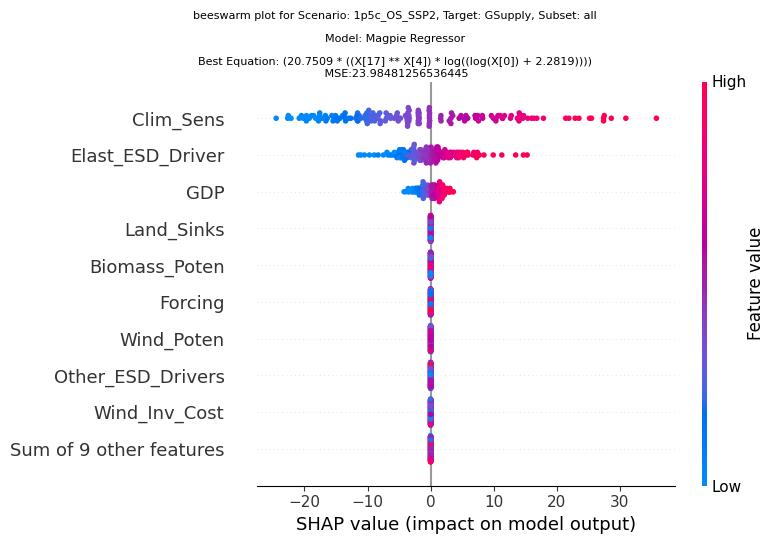 beeswarm plot for Scenario: 1p5c_OS_SSP2, Target: GSupply, Subset: all
Model: Magpie Regressor
Best Equation: (20.7509 * ((X[17] ** X[4]) * log((log(X[0]) + 2.2819))))
MSE:23.98481256536445
High
Clim_Sens
Elast_ESD_Driver
GDP
Land_Sinks
Biomass_Poten
Forcing
Wind_Poten
Other_ESD_Drivers
Wind_Inv_Cost
Sum of 9 other features
Feature value
Low
−20 −10 0 10 20 30
SHAP value (impact on model output)